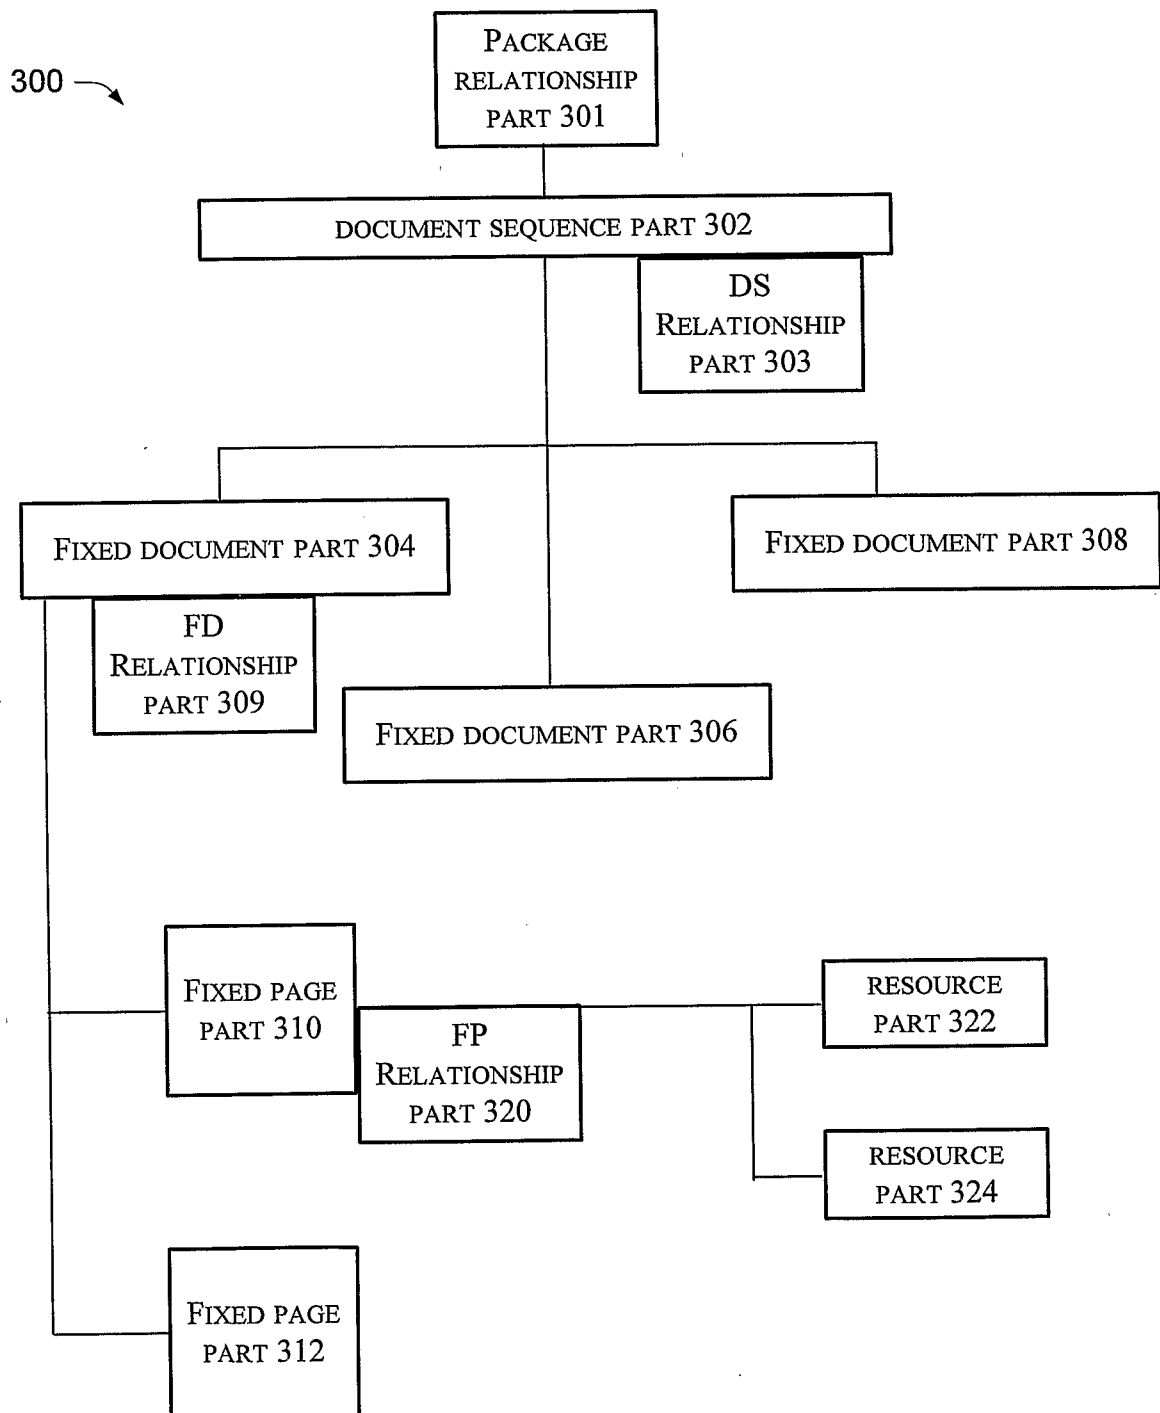 300
PACKAGE
RELATIONSHIP
PART 301
DOCUMENT SEQUENCE PART 302
DS
RELATIONSHIP
PART 303
FIXED DOCUMENT PART 304
FIXED DOCUMENT PART 308
FD
RELATIONSHIP
PART 309
FIXED DOCUMENT PART 306
FIXED PAGE
PART 310
FP
RELATIONSHIP
PART 320
RESOURCE
PART 322
RESOURCE
PART 324
FIXED PAGE
PART 312